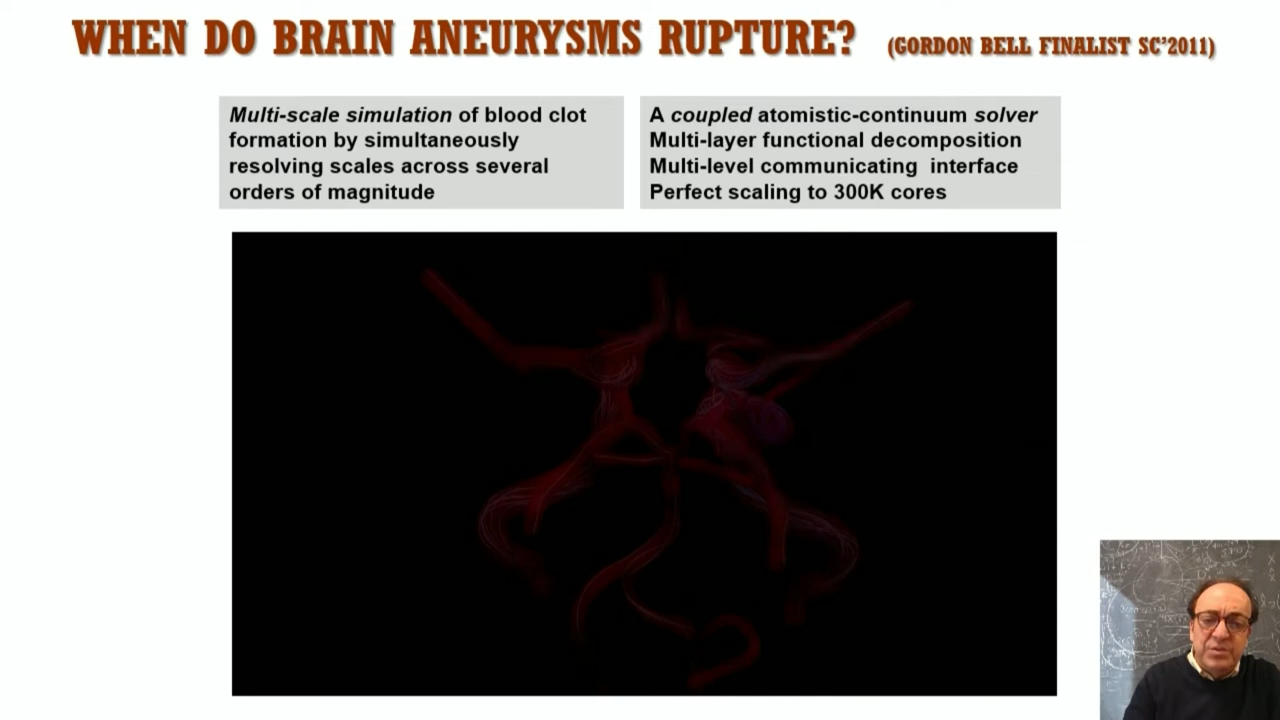 WHEN DO BRAIN ANEURYSMS RUPTURE? (GORDON BELL FINALIST SC'2011)
Multi-scale simulation of blood clot
formation by simultaneously
resolving scales across several
orders of magnitude
A coupled atomistic-continuum solver
Multi-layer functional decomposition
Multi-level communicating interface
Perfect scaling to 300K cores